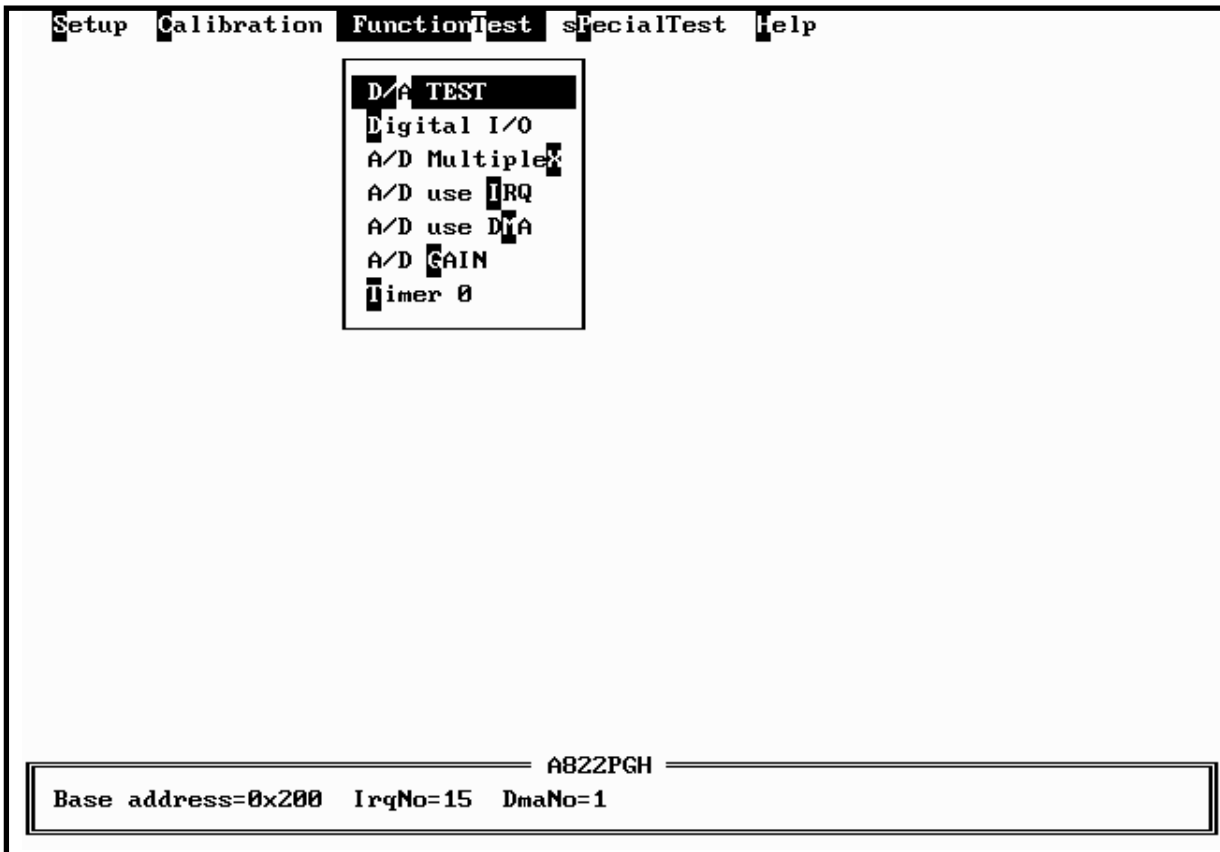 Setup Calibration FunctionTest sPecialTest Help
D/A TEST
Digital I/O
A/D MultipleX
A/D use IRQ
A/D use DMA
A/D GAIN
Timer 0
A822PGH
Base address=0x200 IrqNo=15 DmaNo=1